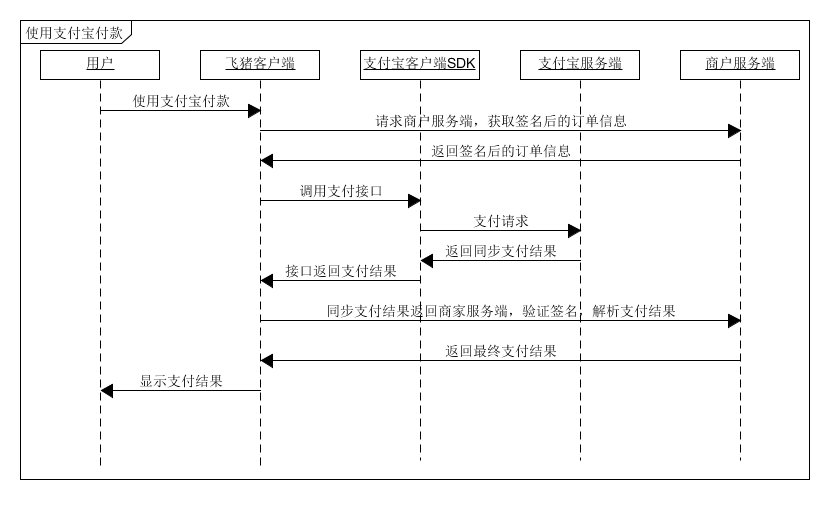 使用支付宝付款
用户
飞猪客户端
支付宝客户端SDK
支付宝服务端
商户服务端
使用支付宝付款
请求商户服务端，获取签名后的订单信息
返回签名后的订单信息
调用支付接口
支付请求
返回同步支付结果
接口返回支付结果
同步支付结果返回商家服务端，验证签名，解析支付结果
返回最终支付结果
显示支付结果